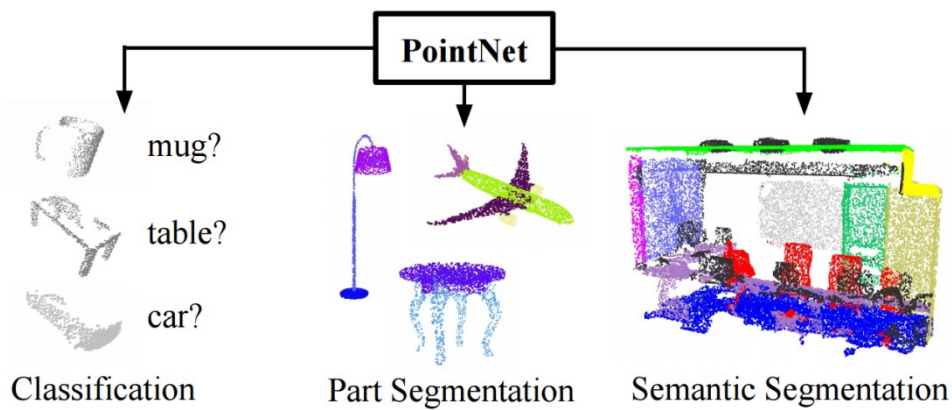 PointNet
mug?
table?
car?
Classification
Part Segmentation
Semantic Segmentation